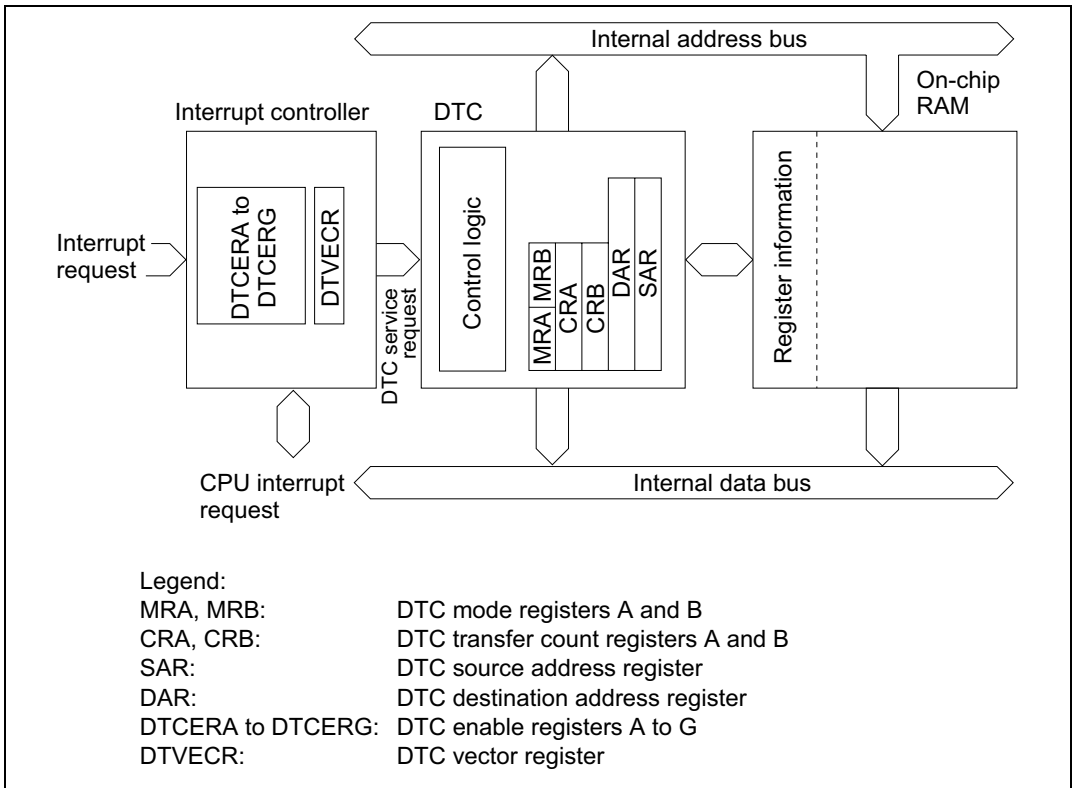 Internal address bus
On-chip
RAM
Interrupt controller
DTC
Interrupt
request
DTCERA to
DTCERG
DTVECR
DTC service
request
Control logic
MRA MRB
CRA
CRB
DAR
SAR
Register information
CPU interrupt
request
Internal data bus
Legend:
MRA, MRB: DTC mode registers A and B
CRA, CRB: DTC transfer count registers A and B
SAR: DTC source address register
DAR: DTC destination address register
DTCERA to DTCERG: DTC enable registers A to G
DTVECR: DTC vector register